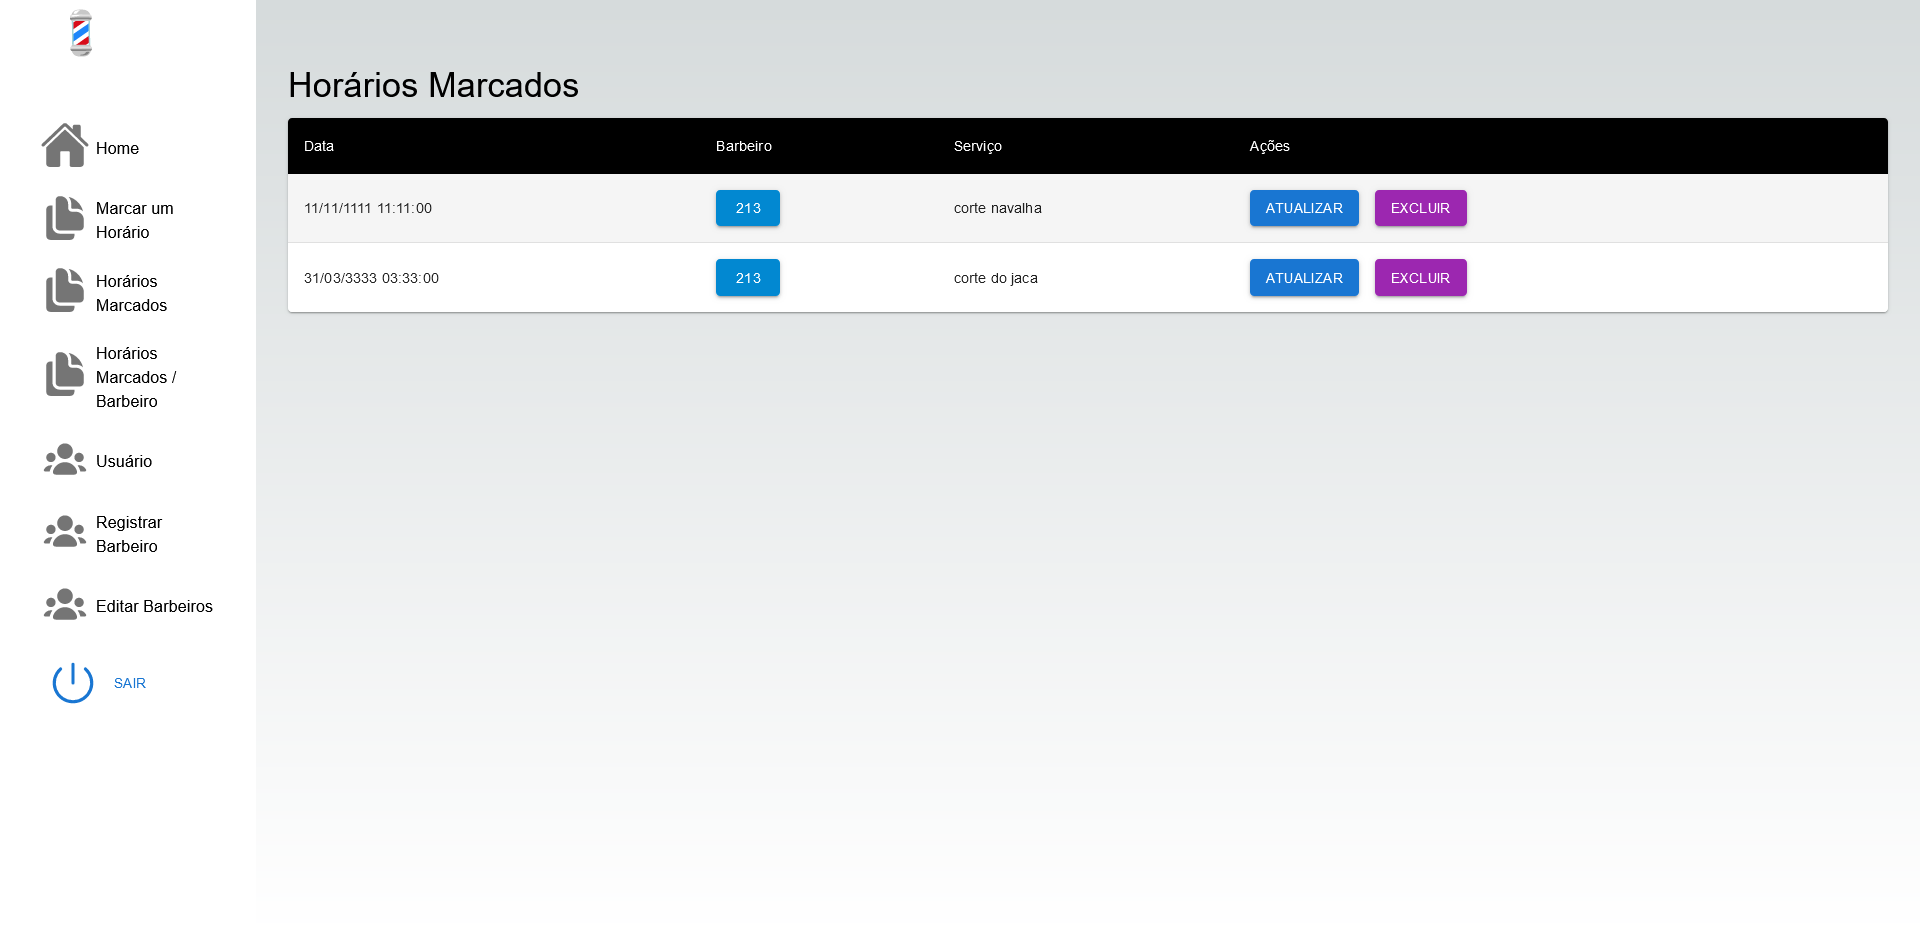 Home
Marcar um
Horário
Horários
Marcados
Horários
Marcados /
Barbeiro
Usuário
Registrar
Barbeiro
Editar Barbeiros
SAIR
Horários Marcados
Data Barbeiro Serviço Ações
11/11/1111 11:11:00 213 corte navalha ATUALIZAR EXCLUIR
31/03/3333 03:33:00 213 corte do jaca ATUALIZAR EXCLUIR